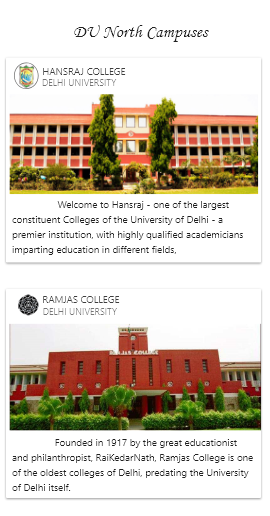 DU North Campuses
HANSRAJ COLLEGE
DELHI UNIVERSITY
Welcome to Hansraj - one of the largest
constituent Colleges of the University of Delhi - a
premier institution, with highly qualified academicians
imparting education in different fields,
RAMJAS COLLEGE
DELHI UNIVERSITY
RAMJAS COLLEGE
Founded in 1917 by the great educationist
and philanthropist, RaiKedarNath, Ramjas College is one
of the oldest colleges of Delhi, predating the University
of Delhi itself.